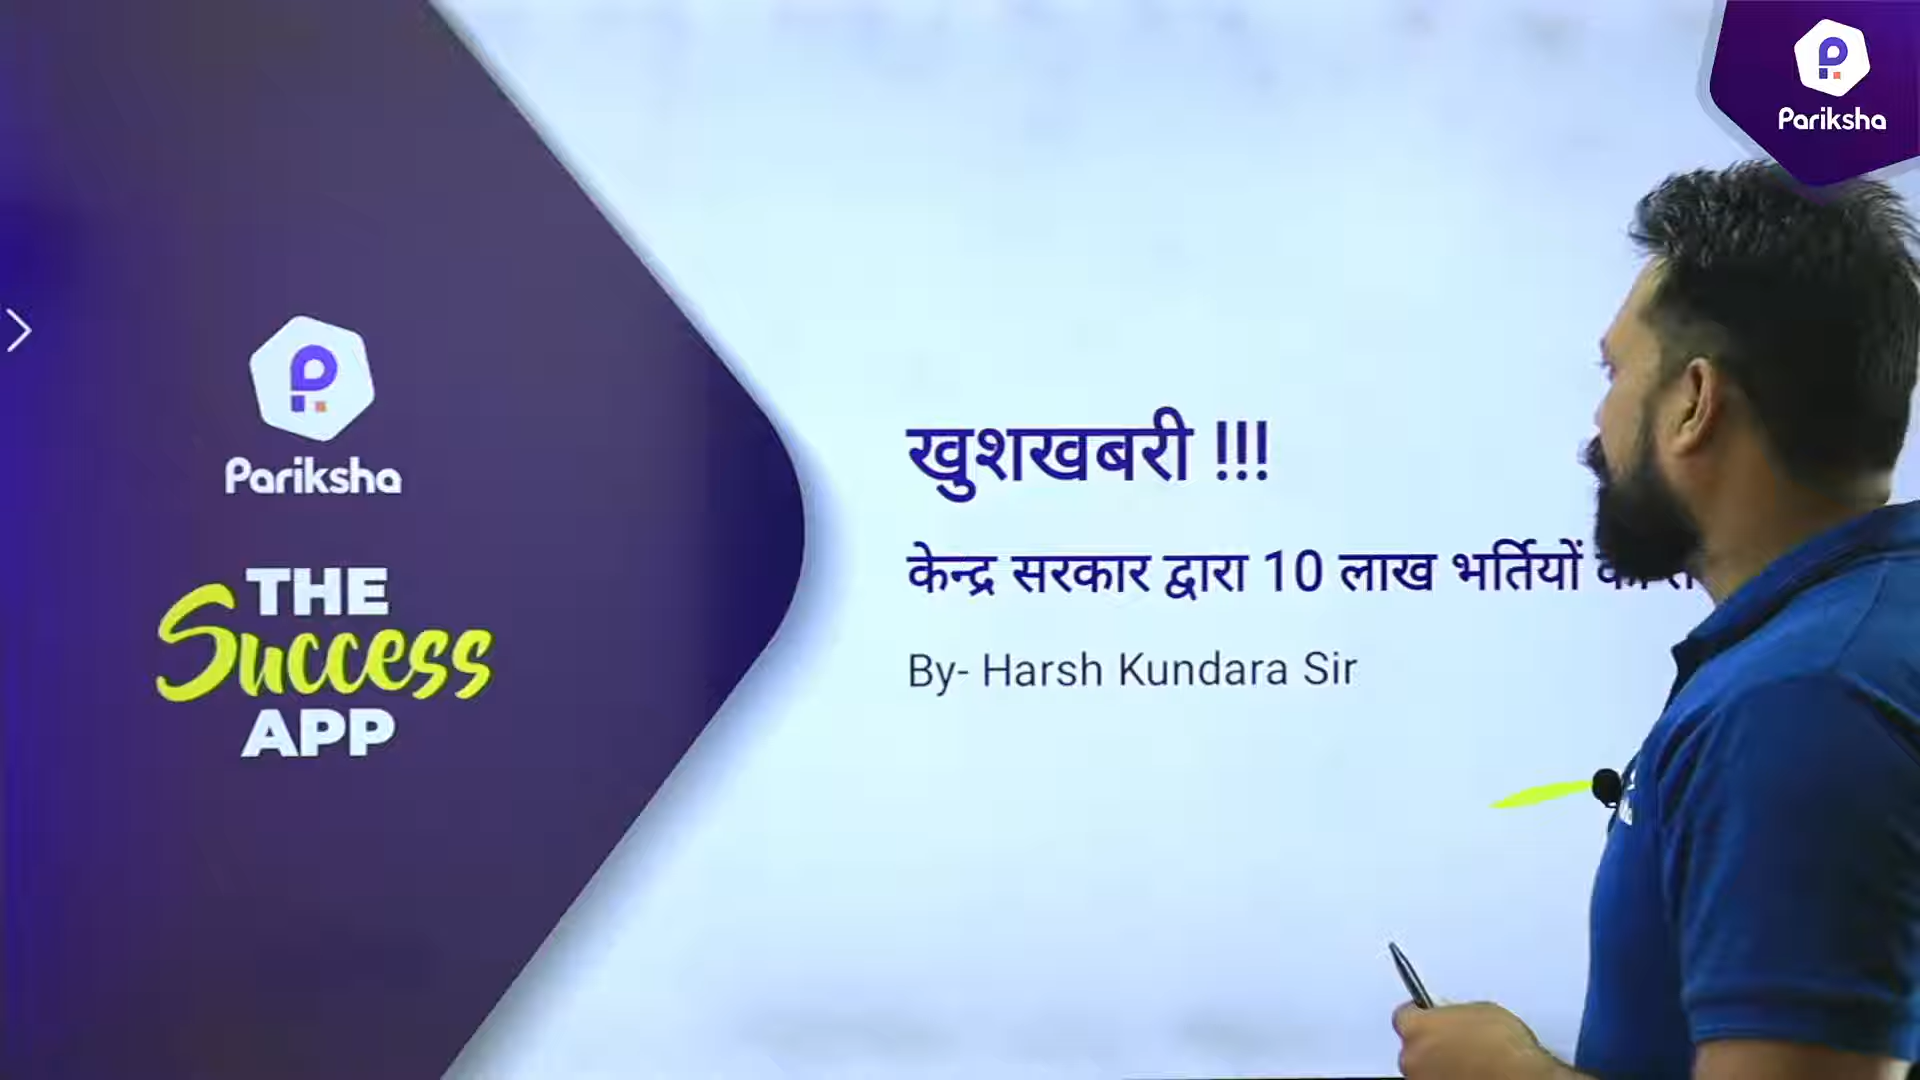 Pariksha
Pariksha
THE
Success
APP
खुशखबरी !!!
केन्द्र सरकार द्वारा 10 लाख भर्तियों
By- Harsh Kundara Sir